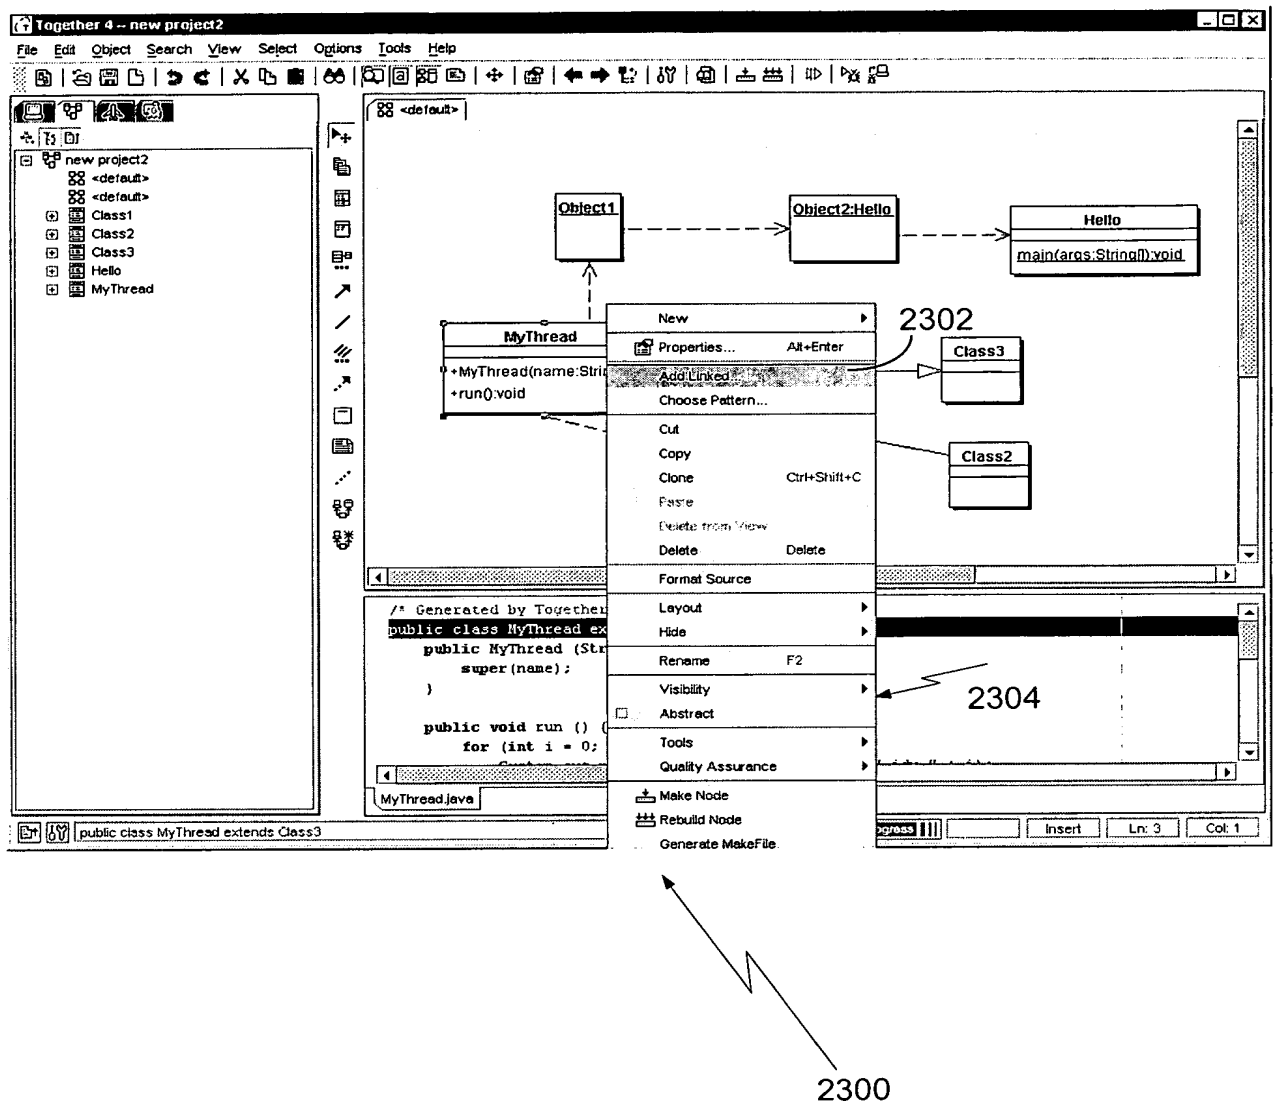 Together 4 -- new project2
File Edit Object Search View Select Options Tools Help
<default>
new project2
<default>
<default>
Class1
Class2
Class3
Hello
MyThread
Object1
Object2:Hello
Hello
main(args:String[]):void
MyThread
+MyThread(name:Strin
+run():void
Class3
Class2
New
Properties... Alt+Enter
Add Linked...
Choose Pattern...
Cut
Copy
Clone Ctrl+Shift+C
Paste
Delete from View
Delete Delete
Format Source
Layout
Hide
Rename F2
Visibility
Abstract
Tools
Quality Assurance
Make Node
Rebuild Node
Generate MakeFile
2302
2304
/* Generated by Together
public class MyThread ex
public MyThread (Str
super(name);
}
public void run () {
for (int i = 0;
MyThread.java
public class MyThread extends Class3
ogress Insert Ln: 3 Col: 1
2300